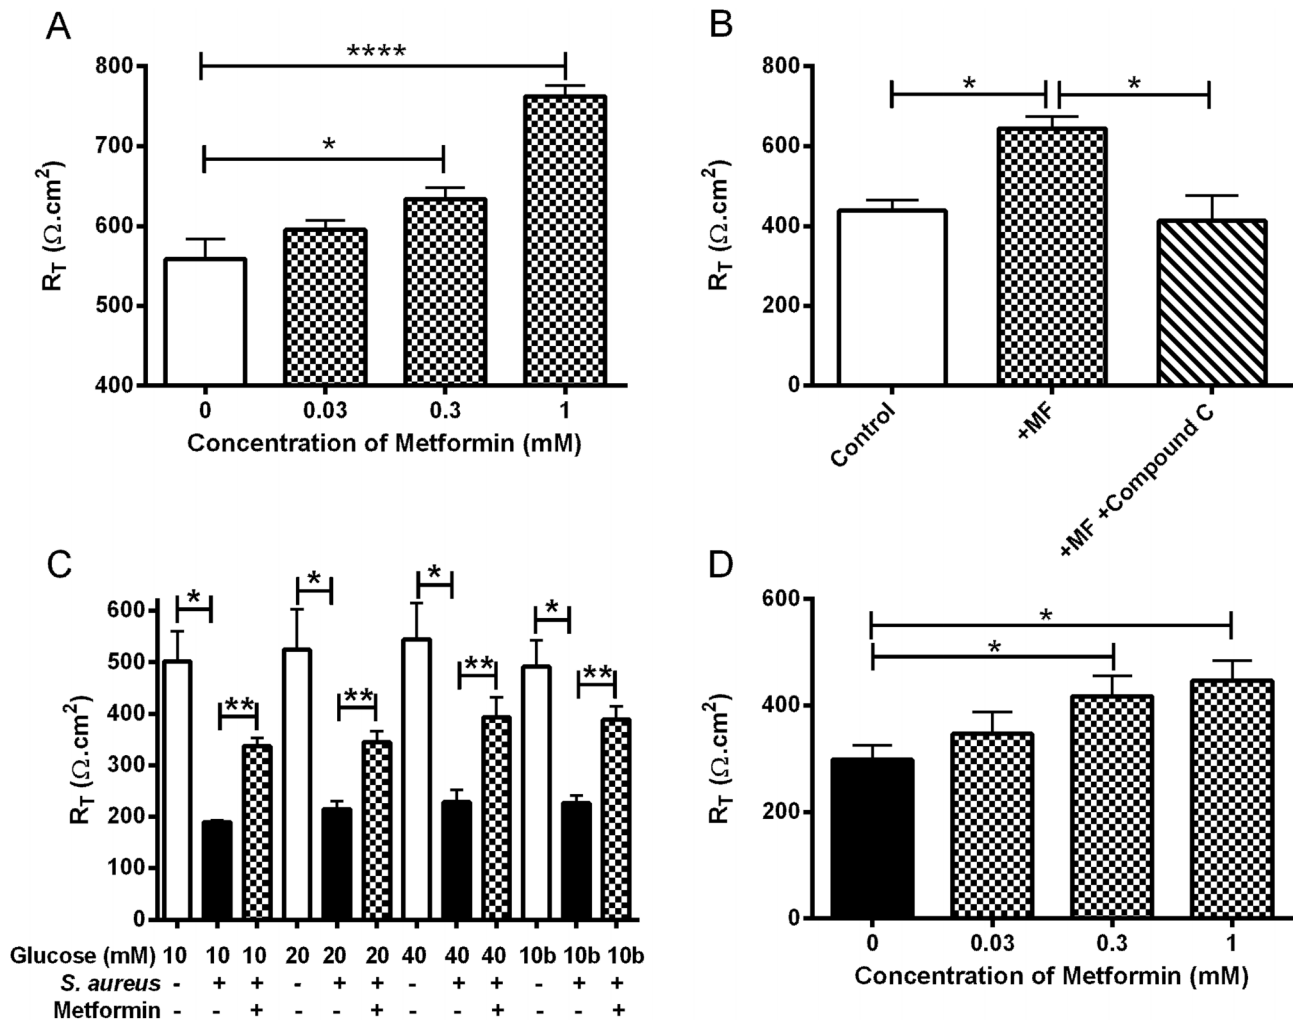 A
****
*
800
700
600
500
400
R_T (Ω.cm²)
0 0.03 0.3 1
Concentration of Metformin (mM)
B
* *
800
600
400
200
0
R_T (Ω.cm²)
Control
+MF
+MF +Compound C
C
* * * *
** ** ** **
600
500
400
300
200
100
0
R_T (Ω.cm²)
Glucose (mM) 10 10 10 20 20 20 40 40 40 10b 10b 10b
S. aureus - + + - + + - + + - + +
Metformin - - + - - + - - + - - +
D
*
*
600
400
200
0
R_T (Ω.cm²)
0 0.03 0.3 1
Concentration of Metformin (mM)